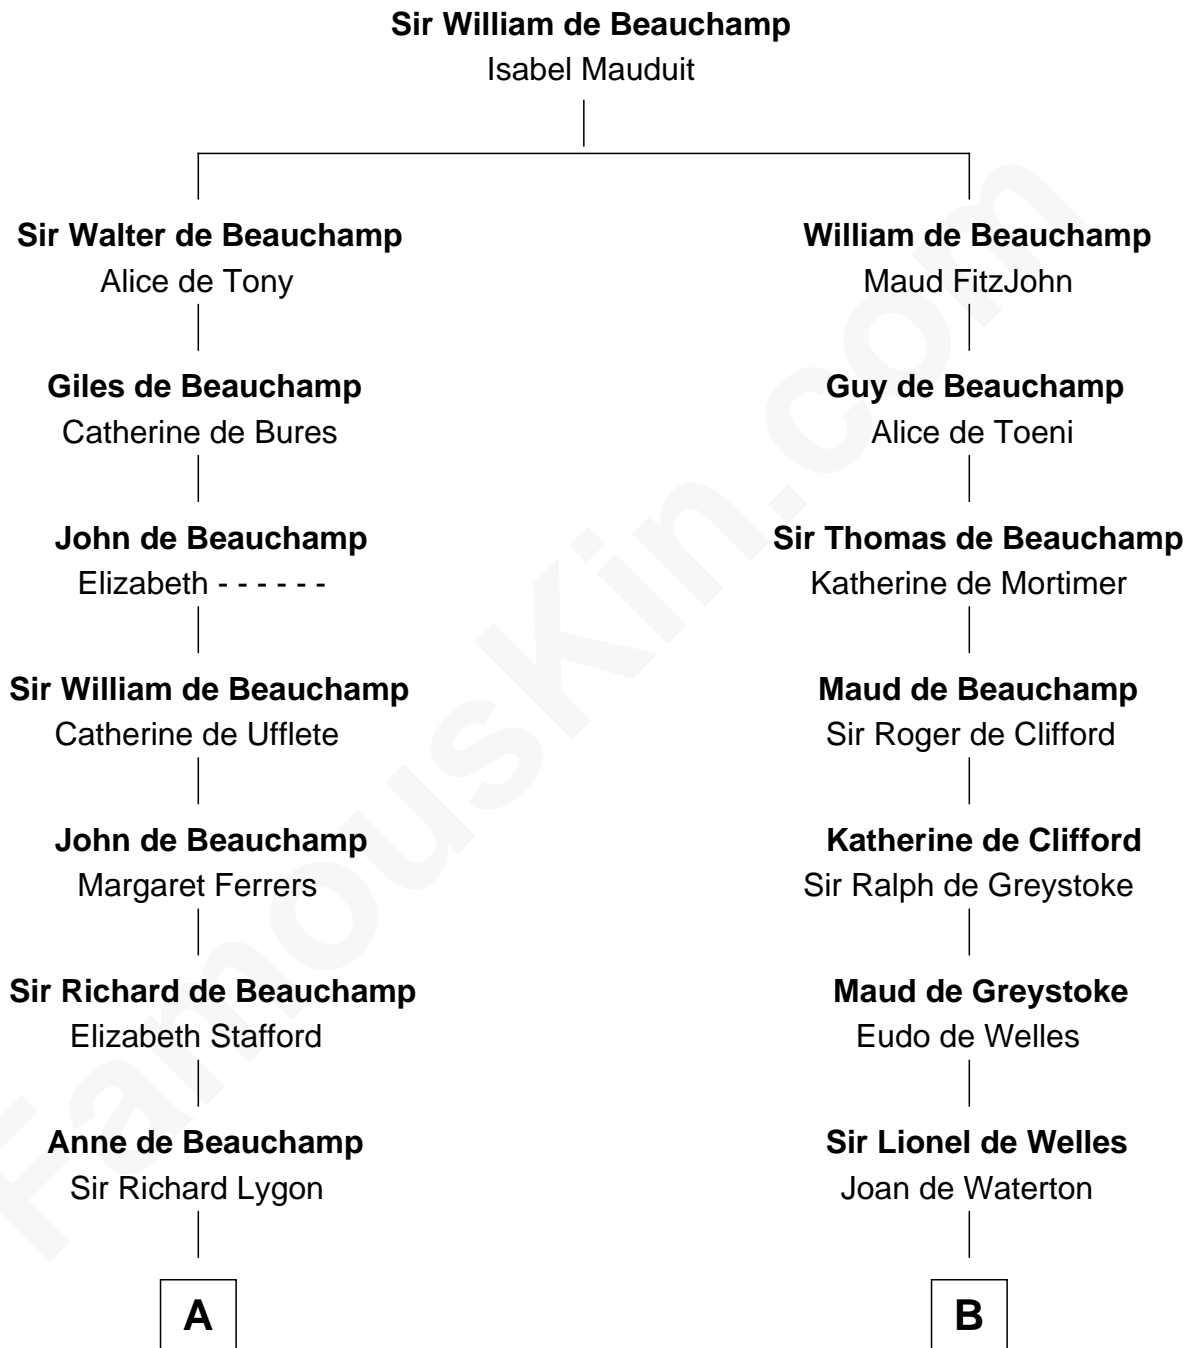 Sir William de Beauchamp
Isabel Mauduit
Sir Walter de Beauchamp
Alice de Tony
William de Beauchamp
Maud FitzJohn
Giles de Beauchamp
Catherine de Bures
Guy de Beauchamp
Alice de Toeni
John de Beauchamp
Elizabeth - - - - - -
Sir Thomas de Beauchamp
Katherine de Mortimer
Sir William de Beauchamp
Catherine de Ufflete
Maud de Beauchamp
Sir Roger de Clifford
John de Beauchamp
Margaret Ferrers
Katherine de Clifford
Sir Ralph de Greystoke
Sir Richard de Beauchamp
Elizabeth Stafford
Maud de Greystoke
Eudo de Welles
Anne de Beauchamp
Sir Richard Lygon
Sir Lionel de Welles
Joan de Waterton
A
B
FamousKin.com